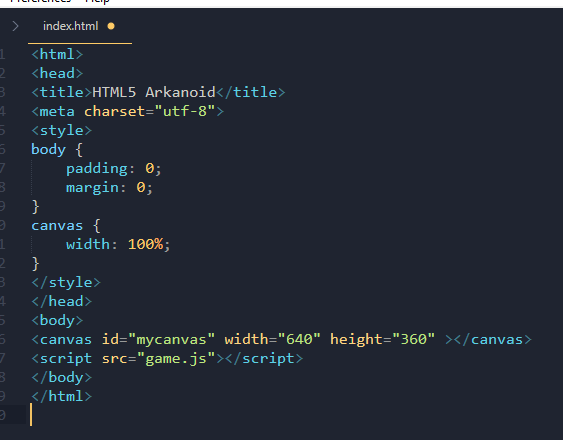 Preferences Help
index.html
<html>
<head>
<title>HTML5 Arkanoid</title>
<meta charset="utf-8">
<style>
body {
    padding: 0;
    margin: 0;
}
canvas {
    width: 100%;
}
</style>
</head>
<body>
<canvas id="mycanvas" width="640" height="360" ></canvas>
<script src="game.js"></script>
</body>
</html>